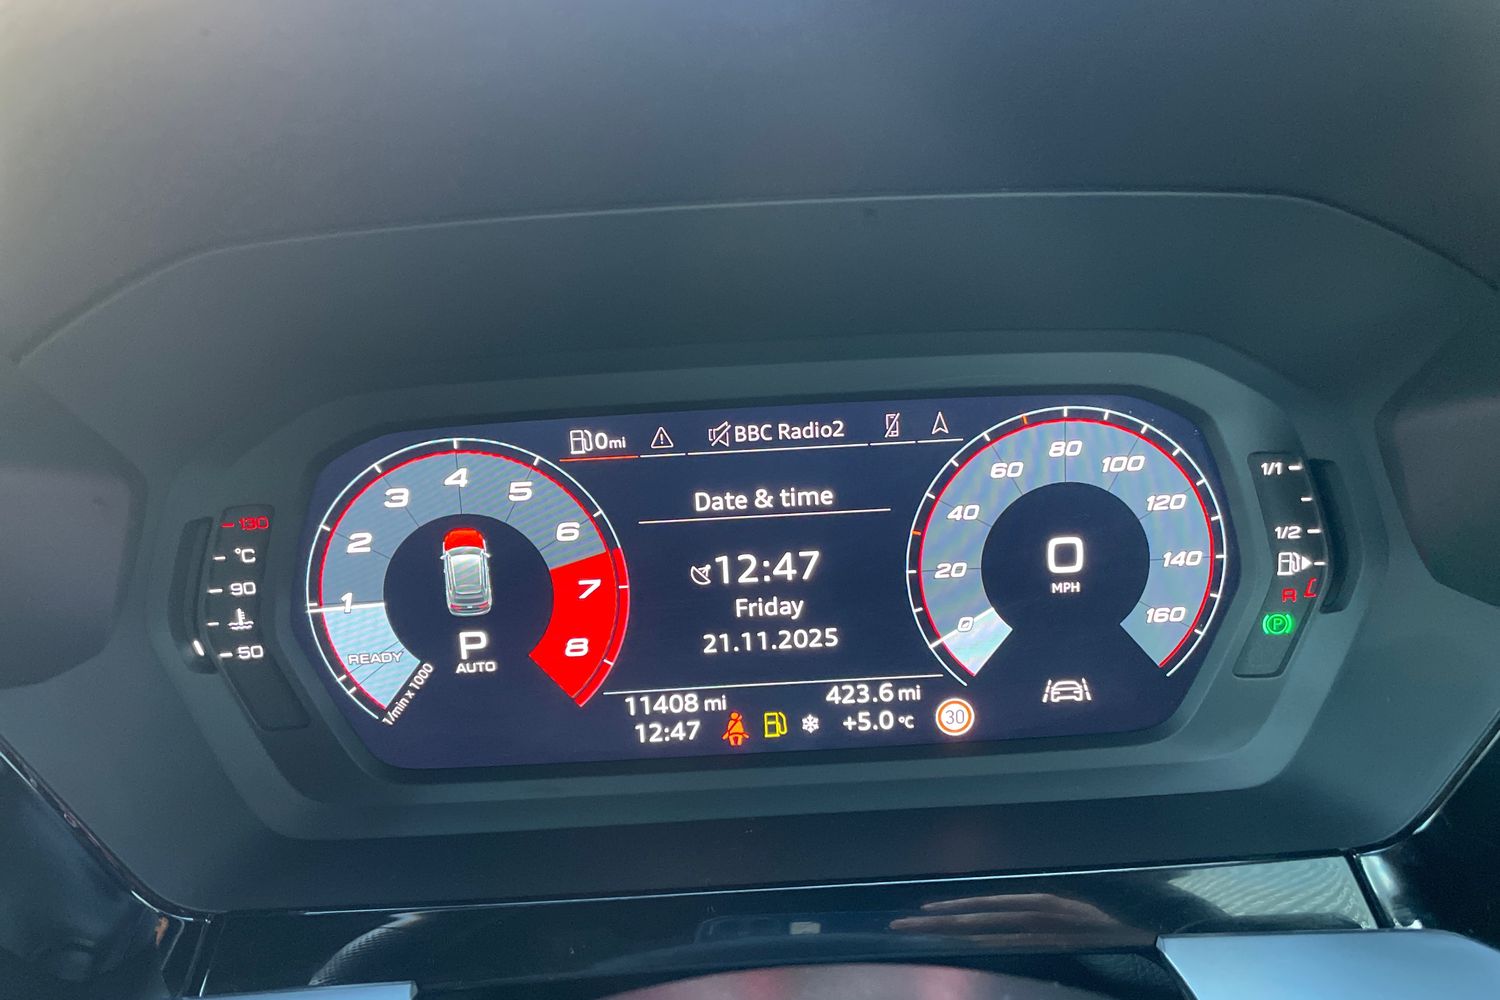 0mi
BBC Radio2
Date & time
12:47
Friday
21.11.2025
11408 mi
423.6 mi
12:47
+5.0 °C
30
1
2
3
4
5
6
7
8
READY
1/min x 1000
P
AUTO
0
20
40
60
80
100
120
140
160
0
MPH
130
°C
90
50
1/1
1/2
R
P